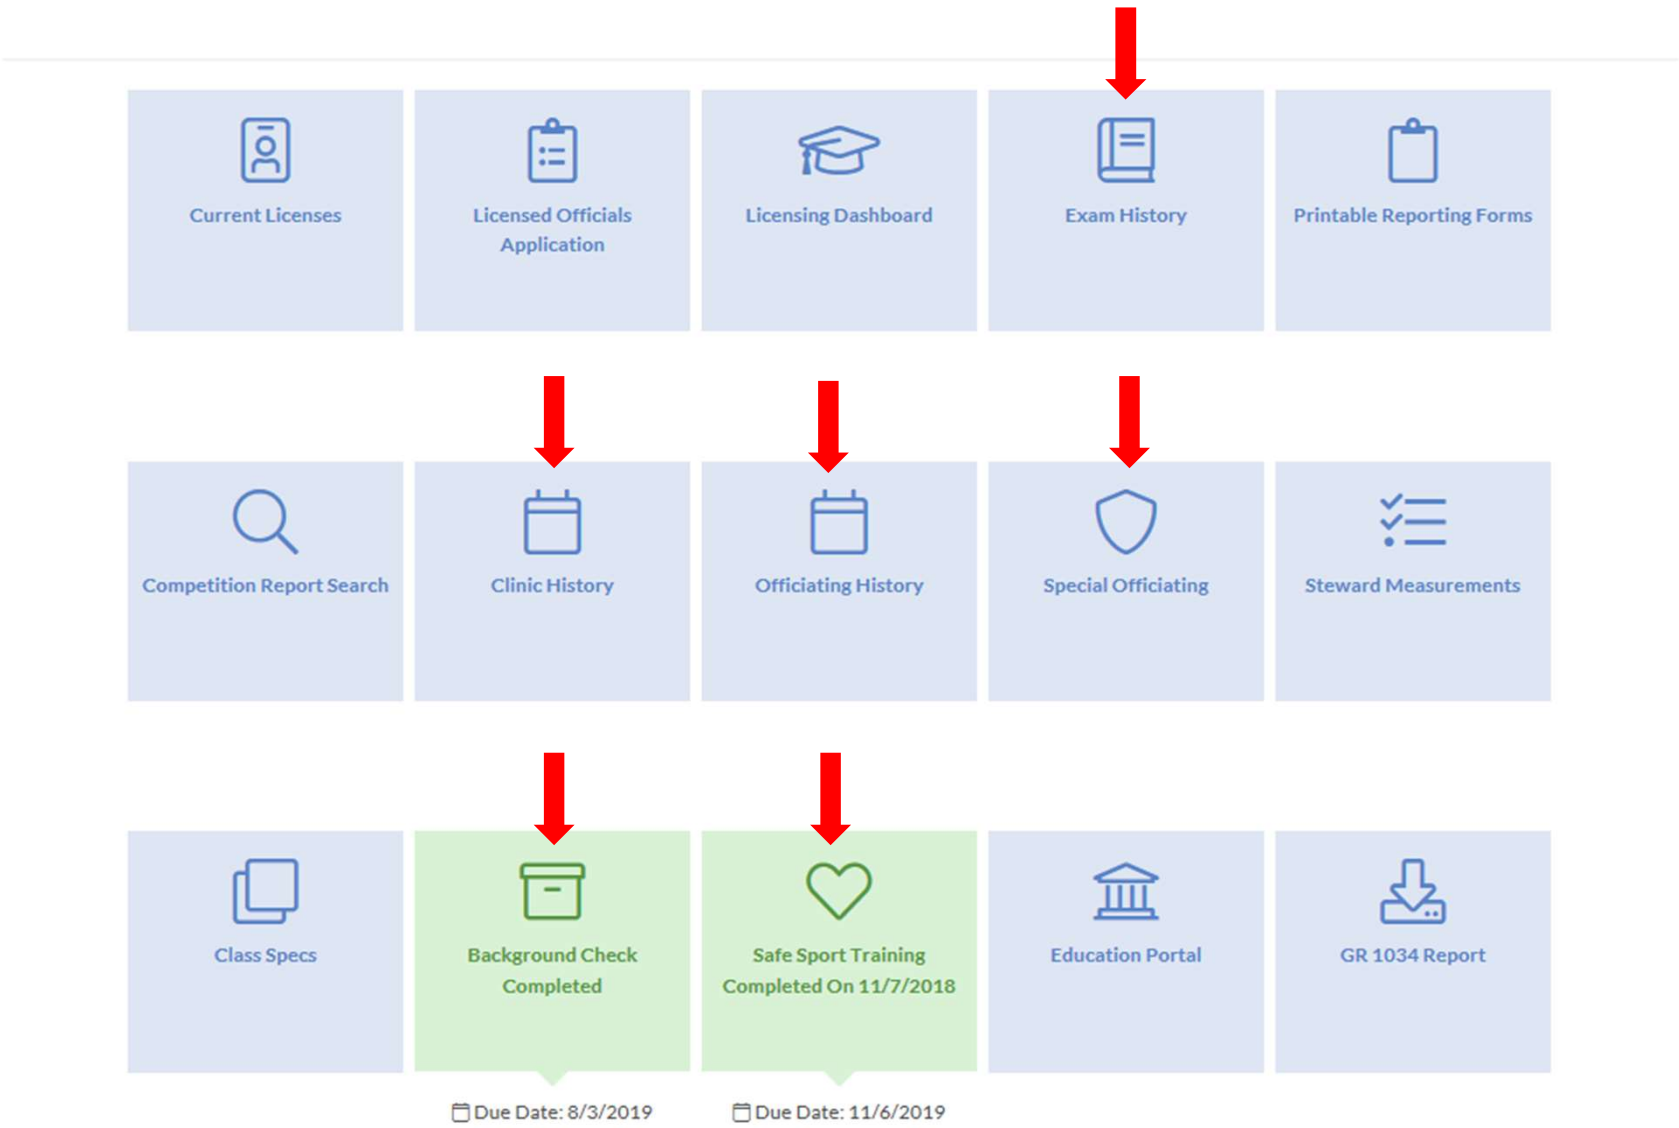 Current Licenses
Licensed Officials
Application
Licensing Dashboard
Exam History
Printable Reporting Forms
Competition Report Search
Clinic History
Officiating History
Special Officiating
Steward Measurements
Class Specs
Background Check
Completed
Safe Sport Training
Completed On 11/7/2018
Education Portal
GR 1034 Report
Due Date: 8/3/2019
Due Date: 11/6/2019